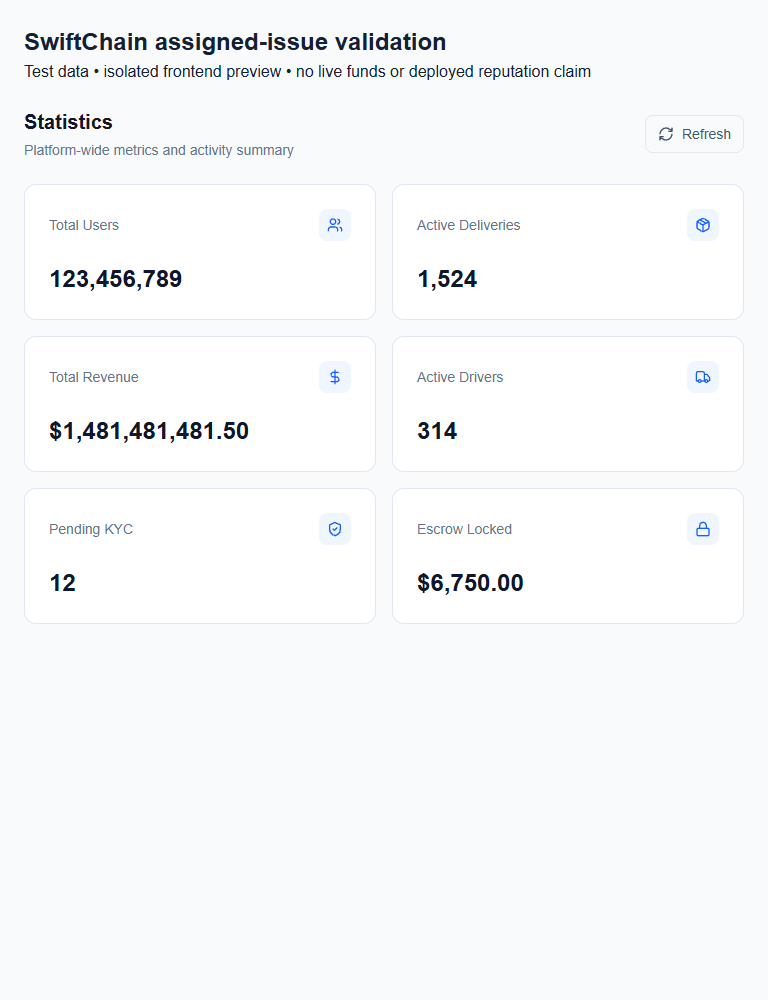 SwiftChain assigned-issue validation
Test data • isolated frontend preview • no live funds or deployed reputation claim
Statistics
Platform-wide metrics and activity summary
Refresh
Total Users
123,456,789
Active Deliveries
1,524
Total Revenue
$1,481,481,481.50
Active Drivers
314
Pending KYC
12
Escrow Locked
$6,750.00